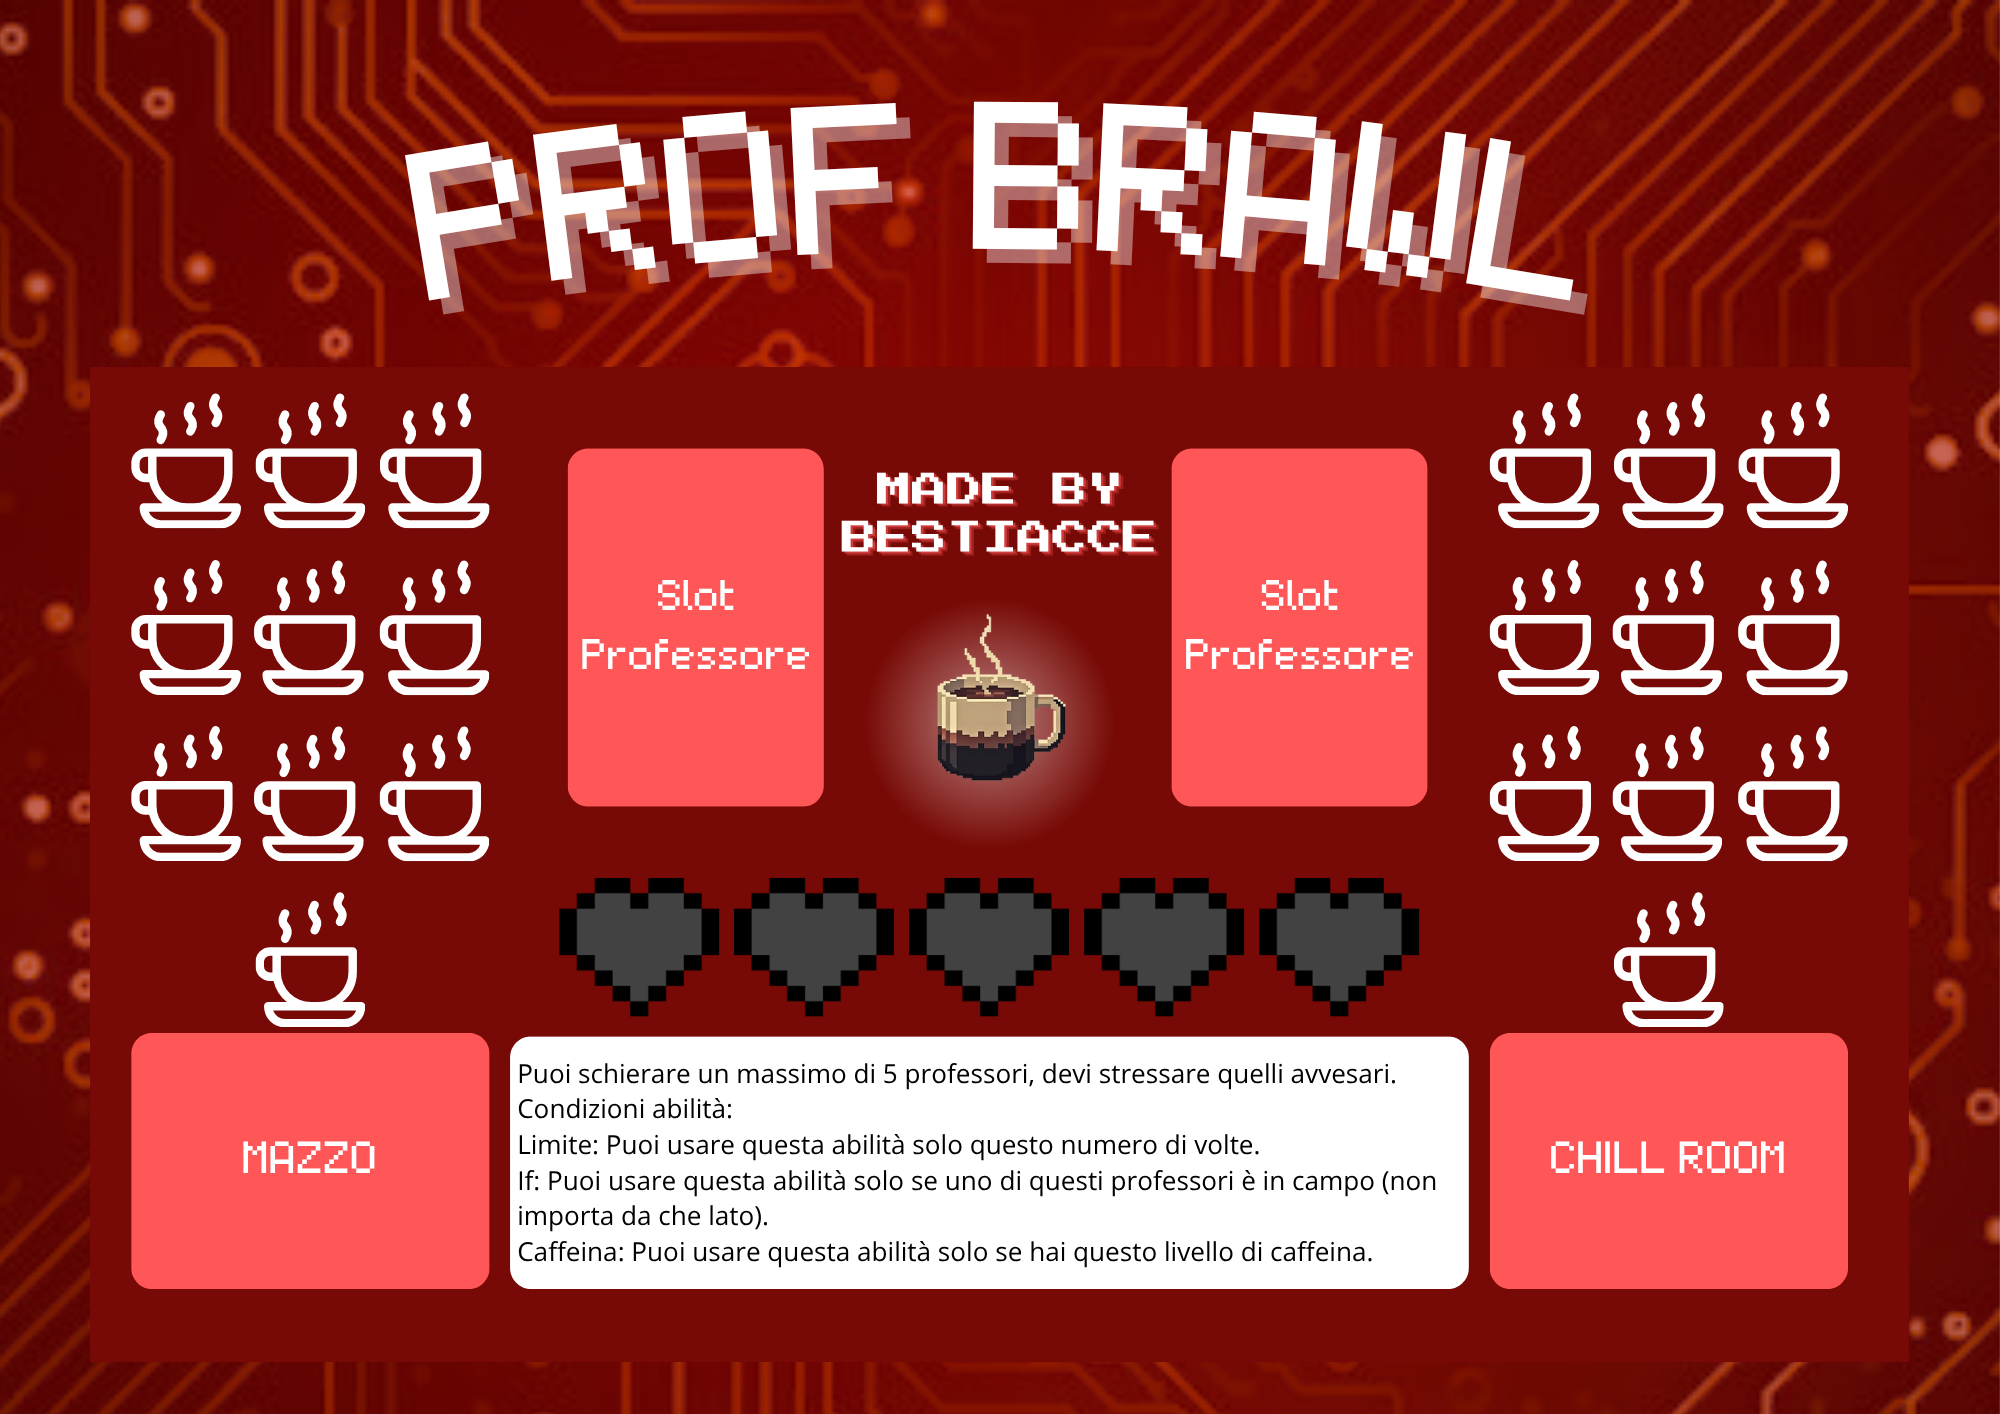 PROF BRAWL
MADE BY
BESTIACCE
Slot
Professore
Slot
Professore
Puoi schierare un massimo di 5 professori, devi stressare quelli avvesari.
Condizioni abilità:
Limite: Puoi usare questa abilità solo questo numero di volte.
If: Puoi usare questa abilità solo se uno di questi professori è in campo (non
importa da che lato).
Caffeina: Puoi usare questa abilità solo se hai questo livello di caffeina.
MAZZO
CHILL ROOM